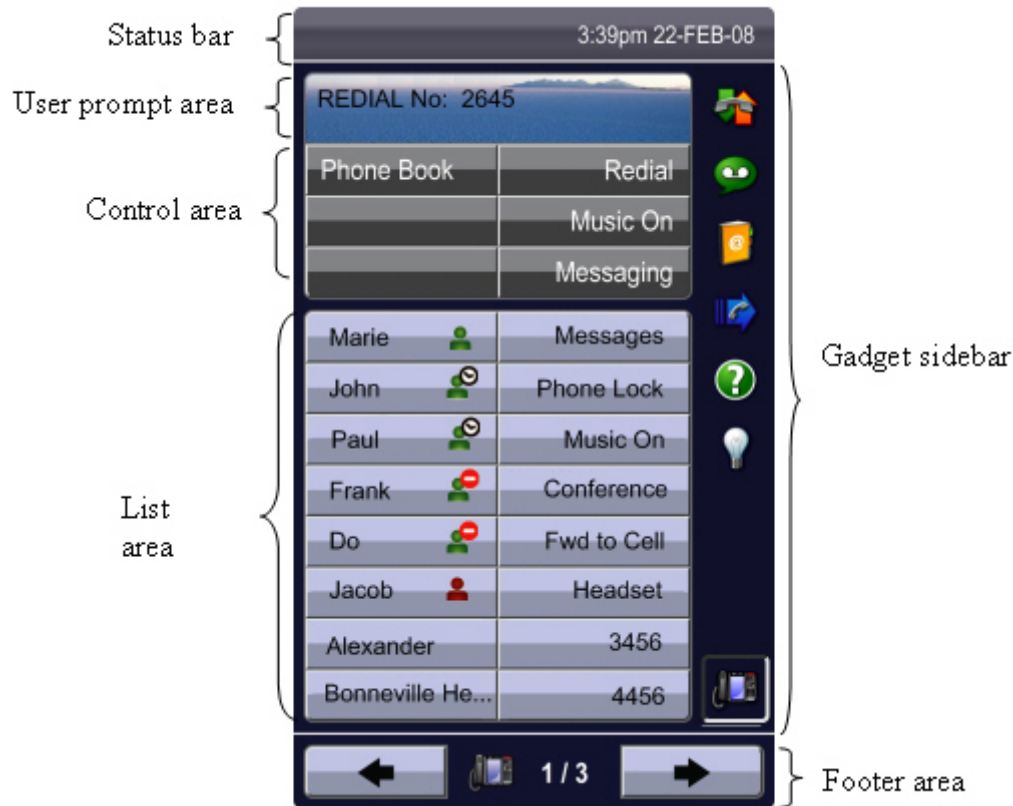 Status bar
3:39pm 22-FEB-08
User prompt area
REDIAL No: 2645
Control area
Phone Book Redial
Music On
Messaging
Gadget sidebar
List
area
Marie Messages
John Phone Lock
Paul Music On
Frank Conference
Do Fwd to Cell
Jacob Headset
Alexander 3456
Bonneville He... 4456
1 / 3
Footer area